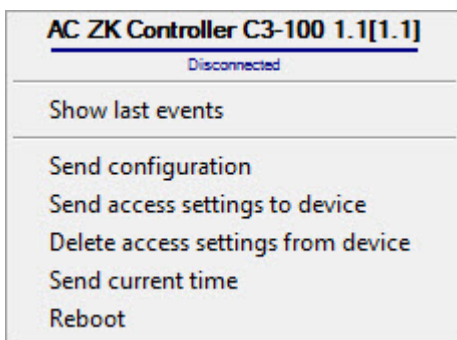 AC ZK Controller C3-100 1.1[1.1]
Disconnected
Show last events
Send configuration
Send access settings to device
Delete access settings from device
Send current time
Reboot